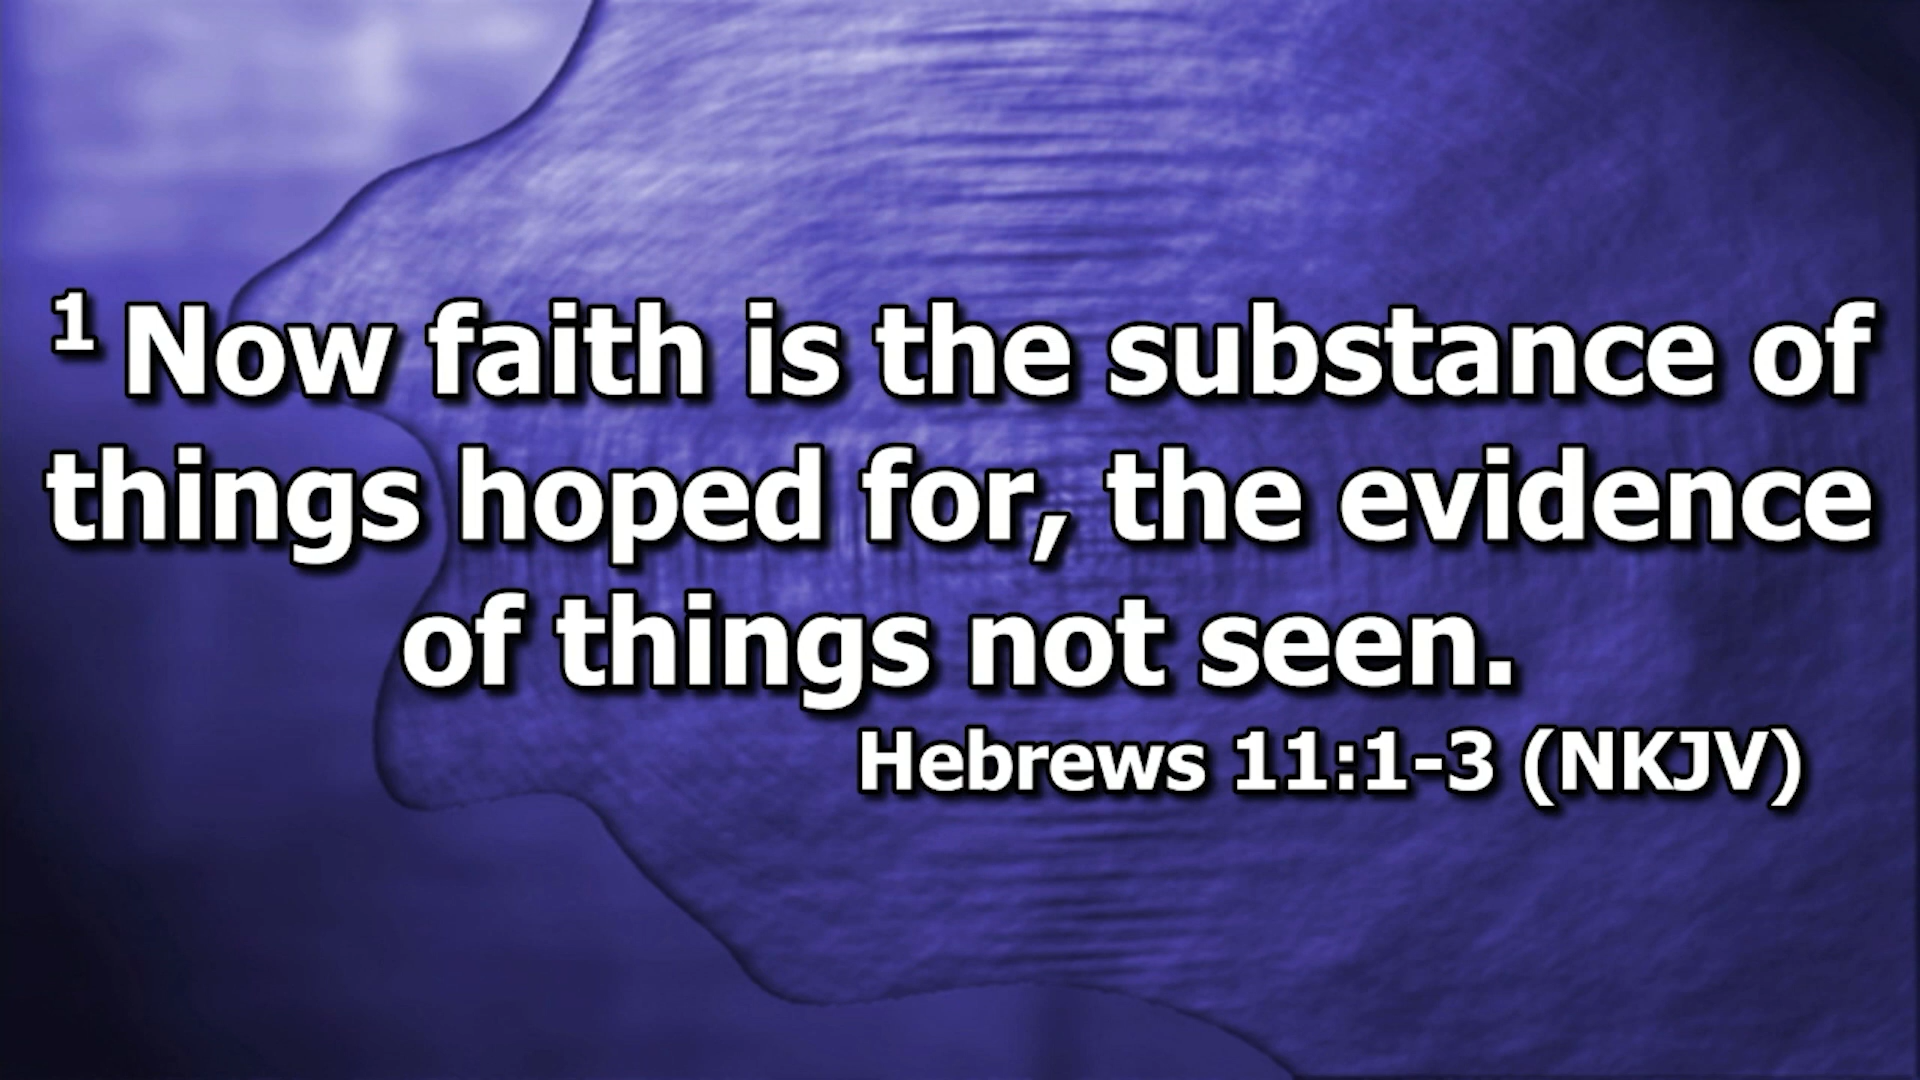 1 Now faith is the substance of
things hoped for, the evidence
of things not seen.
Hebrews 11:1-3 (NKJV)